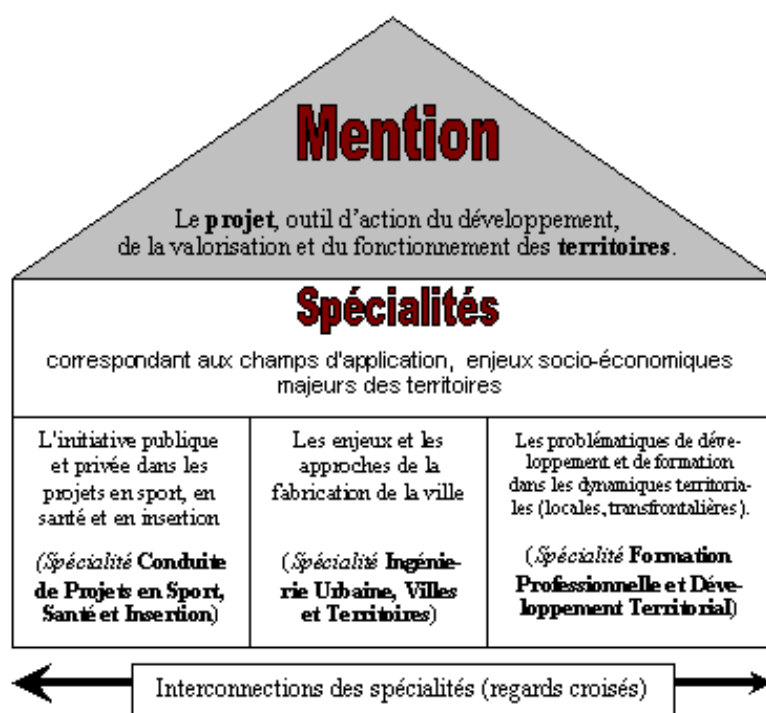 Mention
Le projet, outil d'action du développement,
de la valorisation et du fonctionnement des territoires.
Spécialités
correspondant aux champs d'application, enjeux socio-économiques
majeurs des territoires
L'initiative publique
et privée dans les
projets en sport, en
santé et en insertion
(Spécialité Conduite
de Projets en Sport,
Santé et Insertion)
Les enjeux et les
approches de la
fabrication de la ville
(Spécialité Ingénie-
rie Urbaine, Villes
et Territoires)
Les problématiques de déve-
loppement et de formation
dans les dynamiques territoria-
les (locales, transfrontalières).
(Spécialité Formation
Professionnelle et Déve-
loppement Territorial)
Interconnections des spécialités (regards croisés)